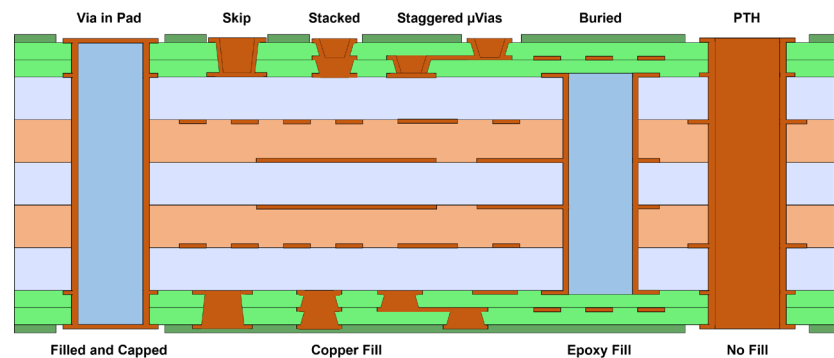 Via in Pad
Skip
Stacked
Staggered µVias
Buried
PTH
Filled and Capped
Copper Fill
Epoxy Fill
No Fill